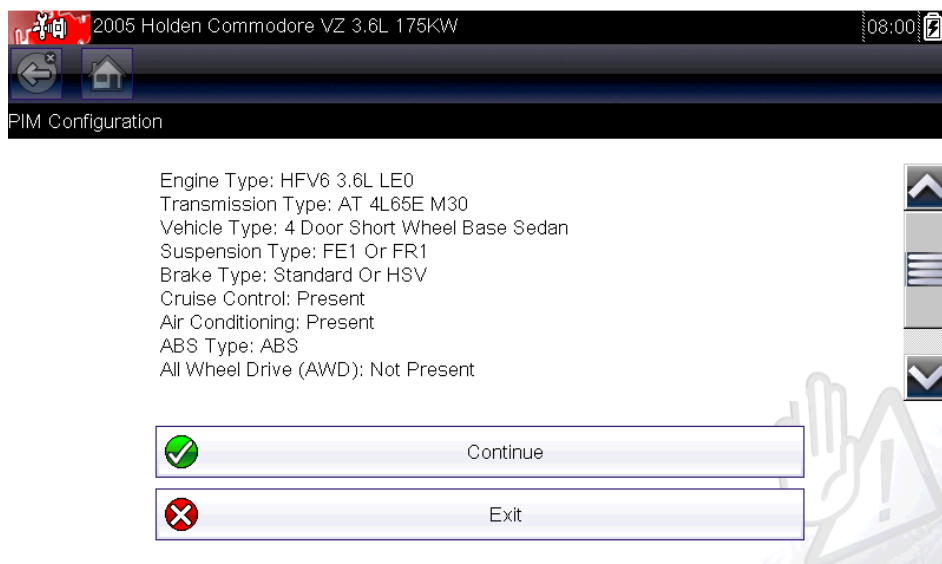 2005 Holden Commodore VZ 3.6L 175KW
08:00
PIM Configuration
Engine Type: HFV6 3.6L LE0
Transmission Type: AT 4L65E M30
Vehicle Type: 4 Door Short Wheel Base Sedan
Suspension Type: FE1 Or FR1
Brake Type: Standard Or HSV
Cruise Control: Present
Air Conditioning: Present
ABS Type: ABS
All Wheel Drive (AWD): Not Present
Continue
Exit